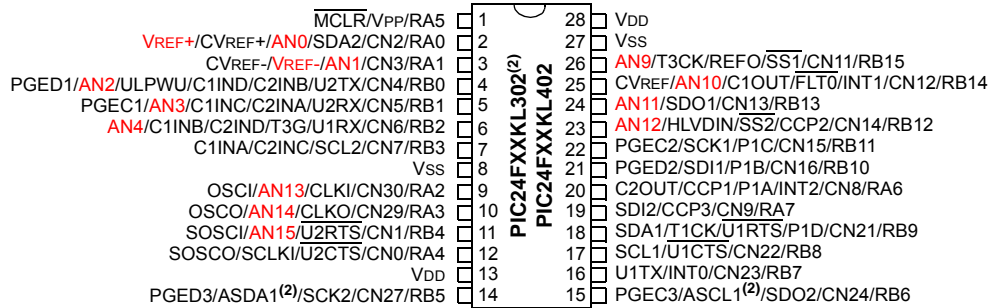 MCLR/VPP/RA5 1
VREF+/CVREF+/AN0/SDA2/CN2/RA0 2
CVREF-/VREF-/AN1/CN3/RA1 3
PGED1/AN2/ULPWU/C1IND/C2INB/U2TX/CN4/RB0 4
PGEC1/AN3/C1INC/C2INA/U2RX/CN5/RB1 5
AN4/C1INB/C2IND/T3G/U1RX/CN6/RB2 6
C1INA/C2INC/SCL2/CN7/RB3 7
VSS 8
OSCI/AN13/CLKI/CN30/RA2 9
OSCO/AN14/CLKO/CN29/RA3 10
SOSCI/AN15/U2RTS/CN1/RB4 11
SOSCO/SCLKI/U2CTS/CN0/RA4 12
VDD 13
PGED3/ASDA1(2)/SCK2/CN27/RB5 14
PIC24FXXKL302(2)
PIC24FXXKL402
28 VDD
27 VSS
26 AN9/T3CK/REFO/SS1/CN11/RB15
25 CVREF/AN10/C1OUT/FLT0/INT1/CN12/RB14
24 AN11/SDO1/CN13/RB13
23 AN12/HLVDIN/SS2/CCP2/CN14/RB12
22 PGEC2/SCK1/P1C/CN15/RB11
21 PGED2/SDI1/P1B/CN16/RB10
20 C2OUT/CCP1/P1A/INT2/CN8/RA6
19 SDI2/CCP3/CN9/RA7
18 SDA1/T1CK/U1RTS/P1D/CN21/RB9
17 SCL1/U1CTS/CN22/RB8
16 U1TX/INT0/CN23/RB7
15 PGEC3/ASCL1(2)/SDO2/CN24/RB6